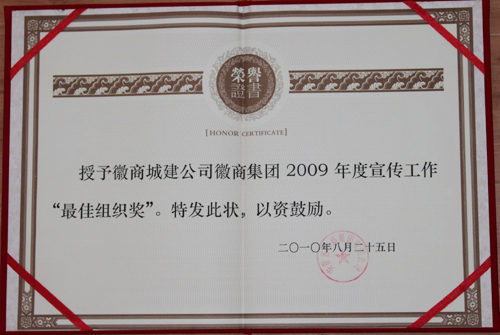 榮譽
證書
[HONOR CERTIFICATE]
授予徽商城建公司徽商集团 2009 年度宣传工作
“最佳组织奖”。特发此状，以资鼓励。
二〇一〇年八月二十五日